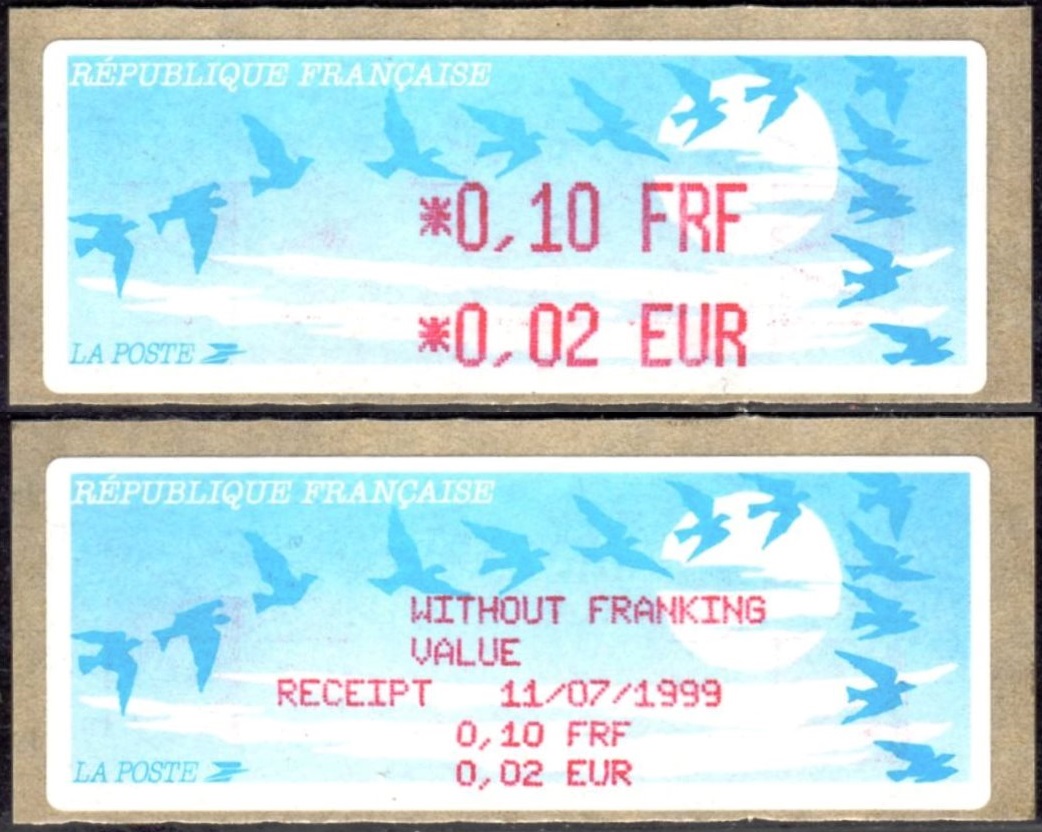 RÉPUBLIQUE FRANÇAISE
*0,10 FRF
*0,02 EUR
LA POSTE
RÉPUBLIQUE FRANÇAISE
WITHOUT FRANKING
VALUE
RECEIPT 11/07/1999
0,10 FRF
0,02 EUR
LA POSTE